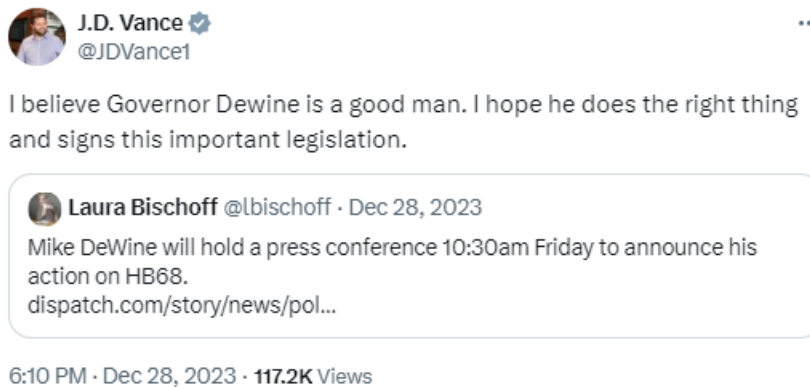 J.D. Vance
@JDVance1
I believe Governor Dewine is a good man. I hope he does the right thing
and signs this important legislation.
Laura Bischoff @lbischoff · Dec 28, 2023
Mike DeWine will hold a press conference 10:30am Friday to announce his
action on HB68.
dispatch.com/story/news/pol...
6:10 PM · Dec 28, 2023 · 117.2K Views